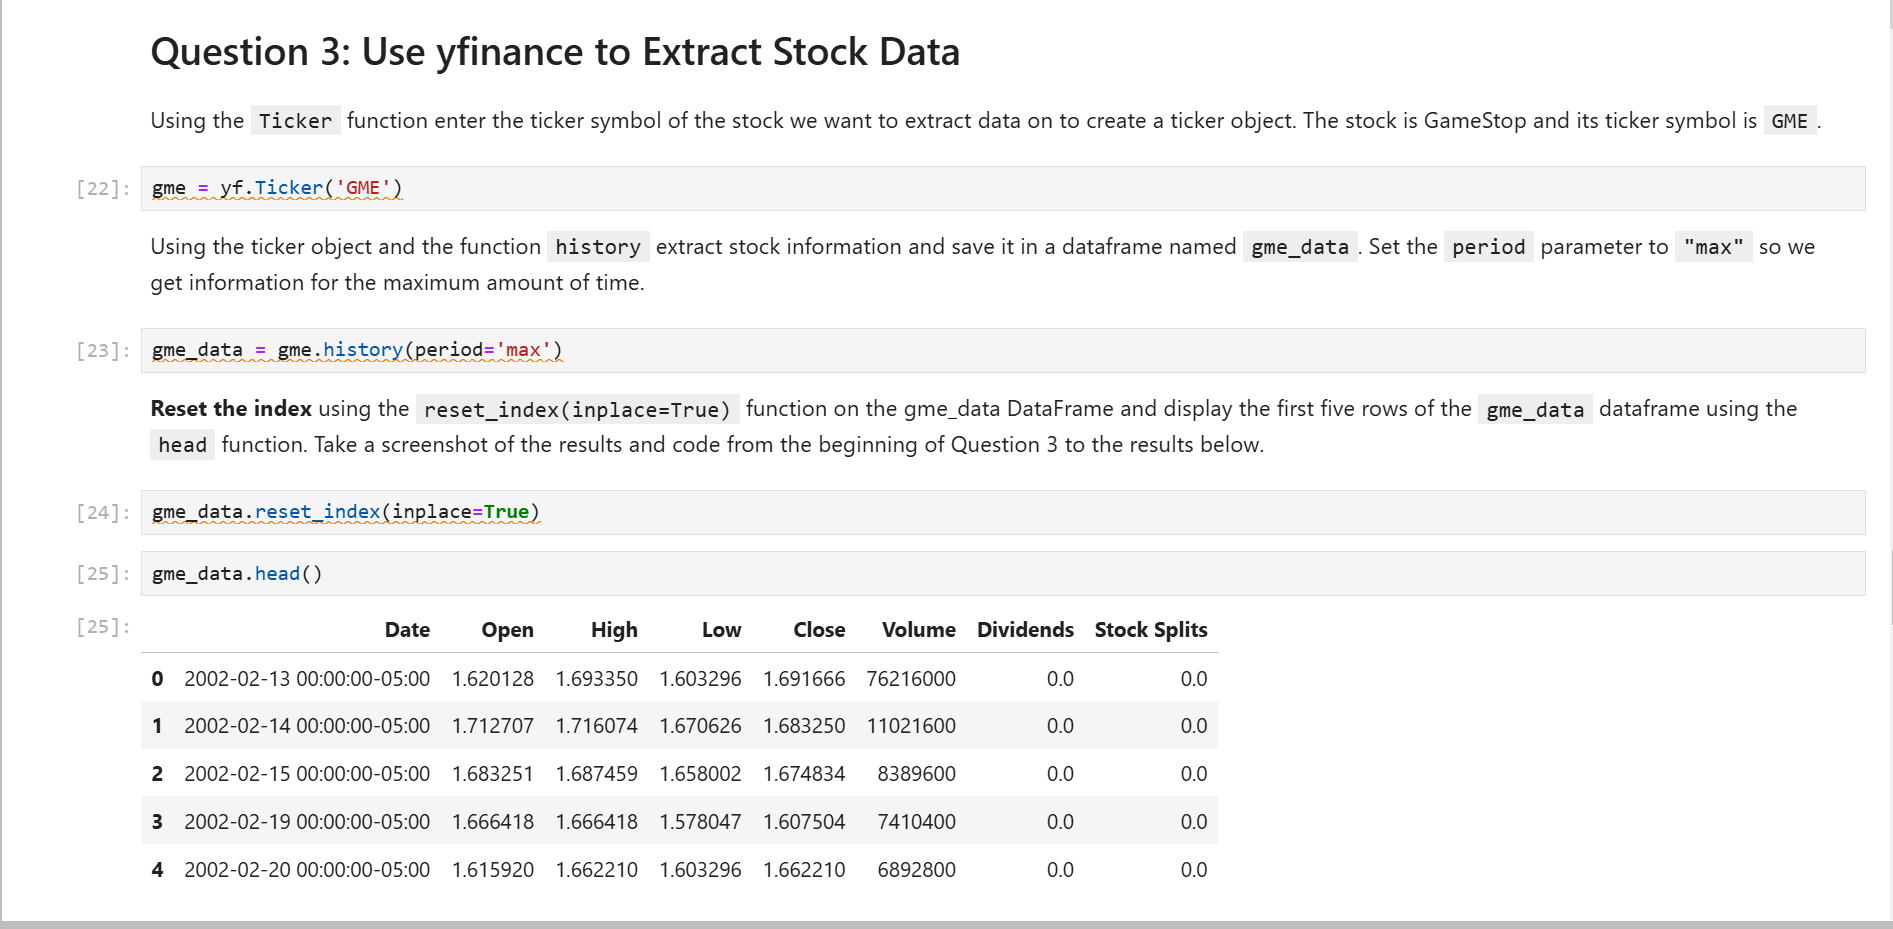 Question 3: Use yfinance to Extract Stock Data
Using the Ticker function enter the ticker symbol of the stock we want to extract data on to create a ticker object. The stock is GameStop and its ticker symbol is GME .
[22]: gme = yf.Ticker('GME')
Using the ticker object and the function history extract stock information and save it in a dataframe named gme_data . Set the period parameter to "max" so we
get information for the maximum amount of time.
[23]: gme_data = gme.history(period='max')
Reset the index using the reset_index(inplace=True) function on the gme_data DataFrame and display the first five rows of the gme_data dataframe using the
head function. Take a screenshot of the results and code from the beginning of Question 3 to the results below.
[24]: gme_data.reset_index(inplace=True)
[25]: gme_data.head()
[25]: Date Open High Low Close Volume Dividends Stock Splits
0 2002-02-13 00:00:00-05:00 1.620128 1.693350 1.603296 1.691666 76216000 0.0 0.0
1 2002-02-14 00:00:00-05:00 1.712707 1.716074 1.670626 1.683250 11021600 0.0 0.0
2 2002-02-15 00:00:00-05:00 1.683251 1.687459 1.658002 1.674834 8389600 0.0 0.0
3 2002-02-19 00:00:00-05:00 1.666418 1.666418 1.578047 1.607504 7410400 0.0 0.0
4 2002-02-20 00:00:00-05:00 1.615920 1.662210 1.603296 1.662210 6892800 0.0 0.0